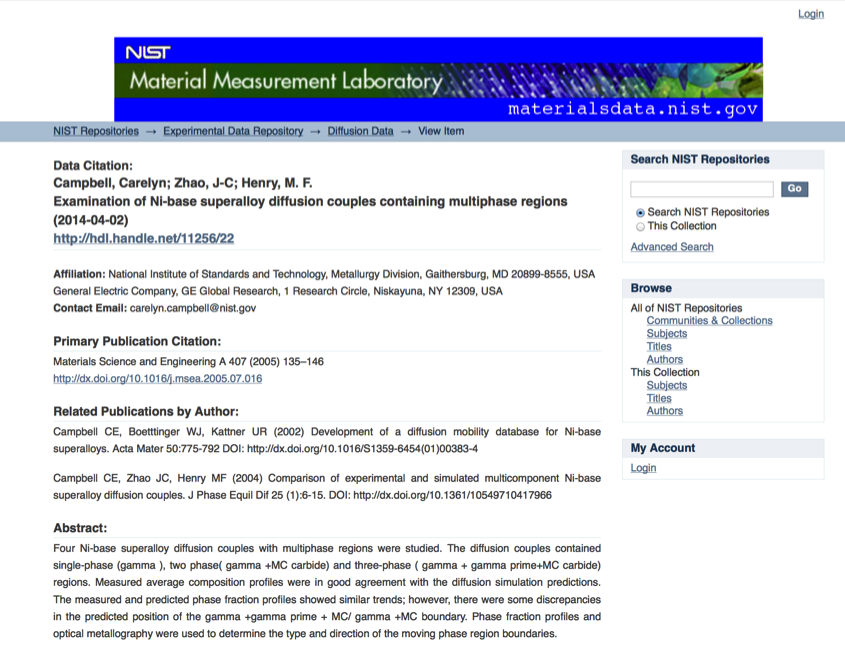 Login
NIST
Material Measurement Laboratory
materialsdata.nist.gov
NIST Repositories → Experimental Data Repository → Diffusion Data → View Item
Data Citation:
Campbell, Carelyn; Zhao, J-C; Henry, M. F.
Examination of Ni-base superalloy diffusion couples containing multiphase regions
(2014-04-02)
http://hdl.handle.net/11256/22
Affiliation: National Institute of Standards and Technology, Metallurgy Division, Gaithersburg, MD 20899-8555, USA
General Electric Company, GE Global Research, 1 Research Circle, Niskayuna, NY 12309, USA
Contact Email: carelyn.campbell@nist.gov
Primary Publication Citation:
Materials Science and Engineering A 407 (2005) 135–146
http://dx.doi.org/10.1016/j.msea.2005.07.016
Related Publications by Author:
Campbell CE, Boetttinger WJ, Kattner UR (2002) Development of a diffusion mobility database for Ni-base
superalloys. Acta Mater 50:775-792 DOI: http://dx.doi.org/10.1016/S1359-6454(01)00383-4
Campbell CE, Zhao JC, Henry MF (2004) Comparison of experimental and simulated multicomponent Ni-base
superalloy diffusion couples. J Phase Equil Dif 25 (1):6-15. DOI: http://dx.doi.org/10.1361/10549710417966
Abstract:
Four Ni-base superalloy diffusion couples with multiphase regions were studied. The diffusion couples contained
single-phase (gamma ), two phase( gamma +MC carbide) and three-phase ( gamma + gamma prime+MC carbide)
regions. Measured average composition profiles were in good agreement with the diffusion simulation predictions.
The measured and predicted phase fraction profiles showed similar trends; however, there were some discrepancies
in the predicted position of the gamma +gamma prime + MC/ gamma +MC boundary. Phase fraction profiles and
optical metallography were used to determine the type and direction of the moving phase region boundaries.
Search NIST Repositories
Go
Search NIST Repositories
This Collection
Advanced Search
Browse
All of NIST Repositories
Communities & Collections
Subjects
Titles
Authors
This Collection
Subjects
Titles
Authors
My Account
Login